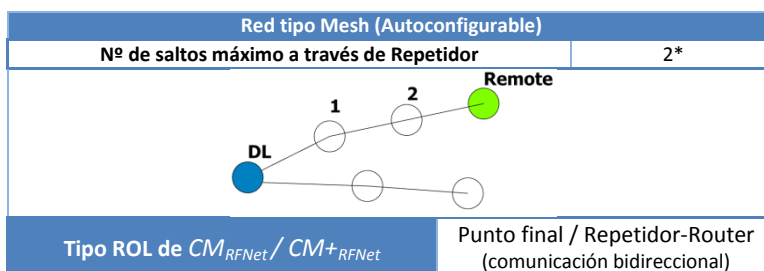 Red tipo Mesh (Autoconfigurable)
Nº de saltos máximo a través de Repetidor 2*
Remote
2
1
DL
Tipo ROL de CMRFNet / CM+RFNet
Punto final / Repetidor-Router
(comunicación bidireccional)